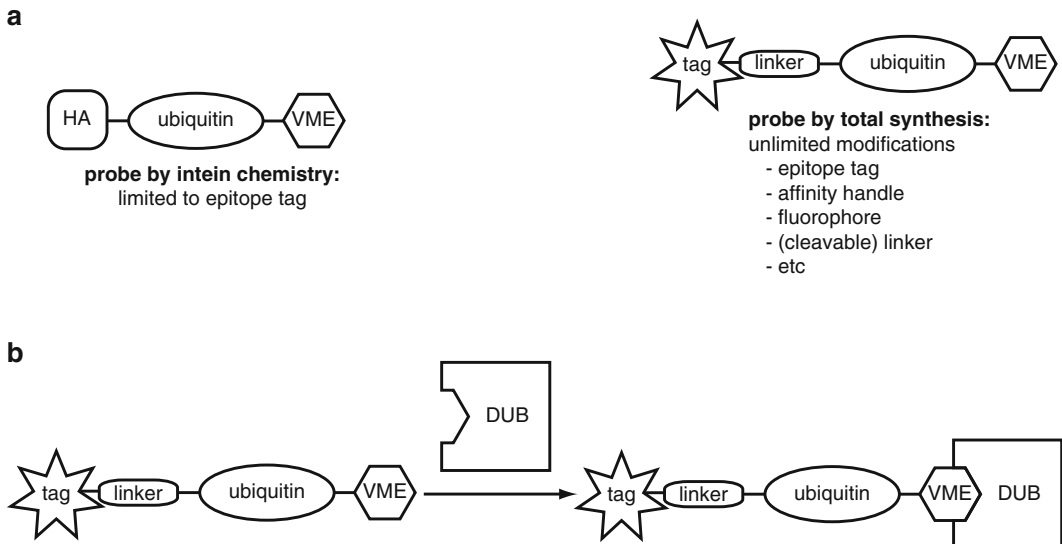 a
HA
ubiquitin
VME
probe by intein chemistry:
limited to epitope tag
tag
linker
ubiquitin
VME
probe by total synthesis:
unlimited modifications
- epitope tag
- affinity handle
- fluorophore
- (cleavable) linker
- etc
b
tag
linker
ubiquitin
VME
DUB
tag
linker
ubiquitin
VME
DUB